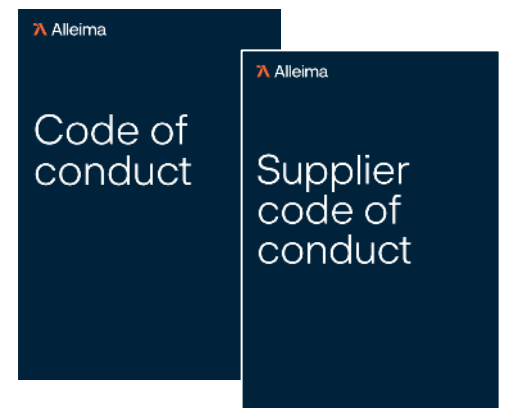 Alleima
Code of
conduct
Alleima
Supplier
code of
conduct